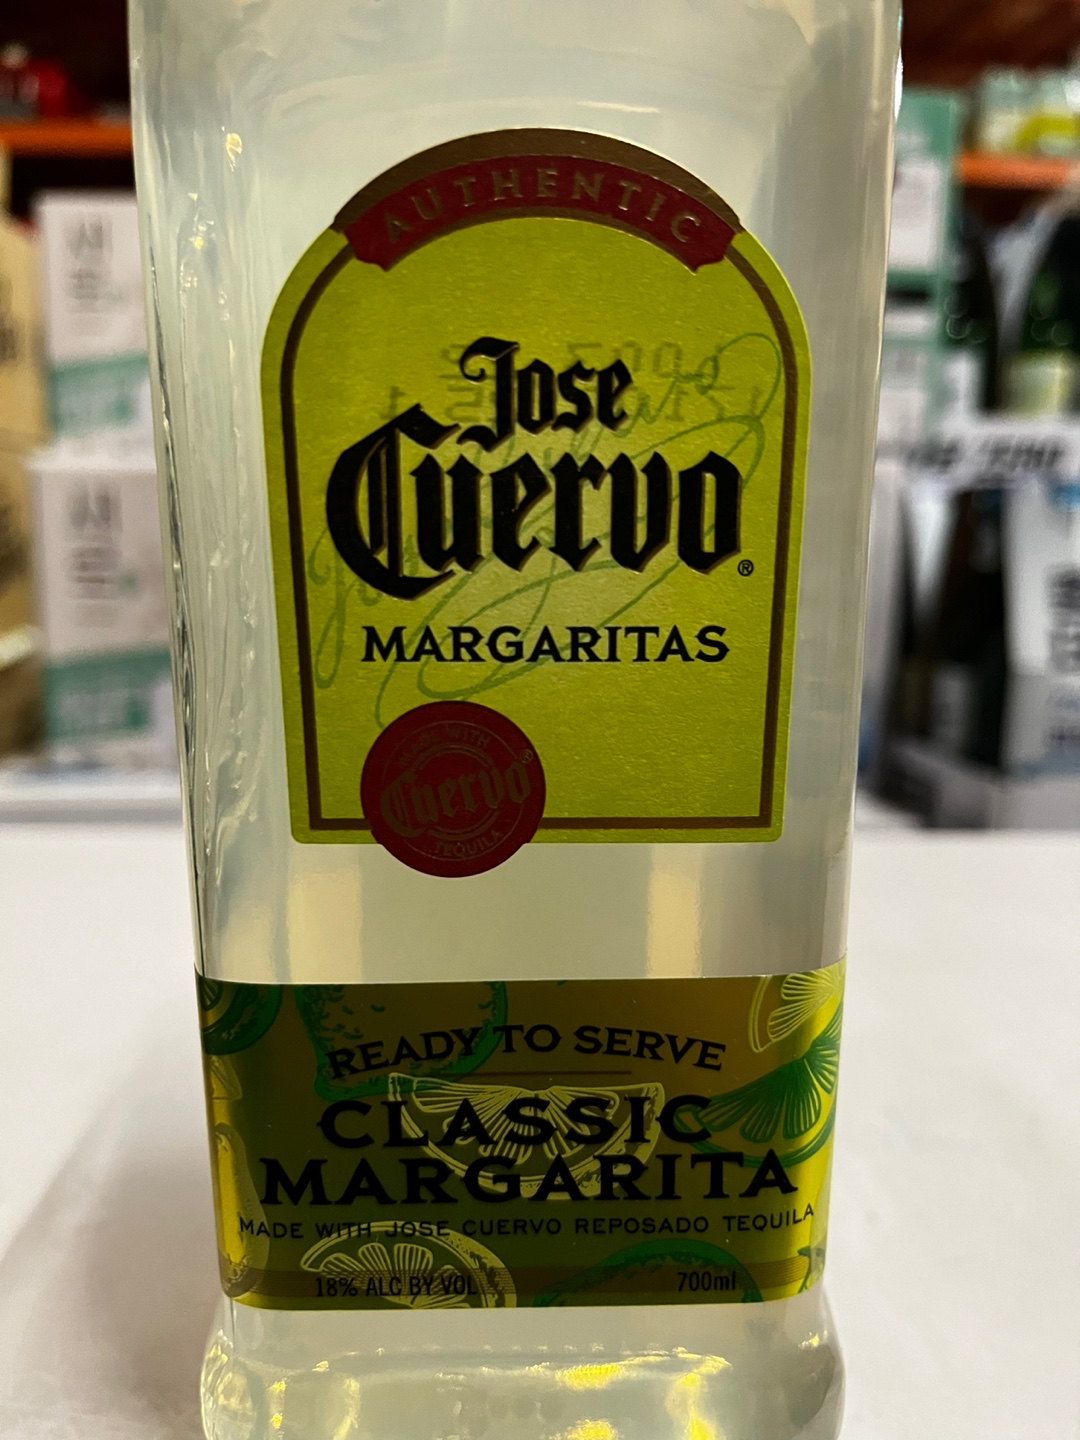 AUTHENTIC
Jose
Cuervo®
MARGARITAS
MADE WITH
Cuervo®
TEQUILA
READY TO SERVE
CLASSIC
MARGARITA
MADE WITH JOSE CUERVO REPOSADO TEQUILA
18% ALC BY VOL 700ml